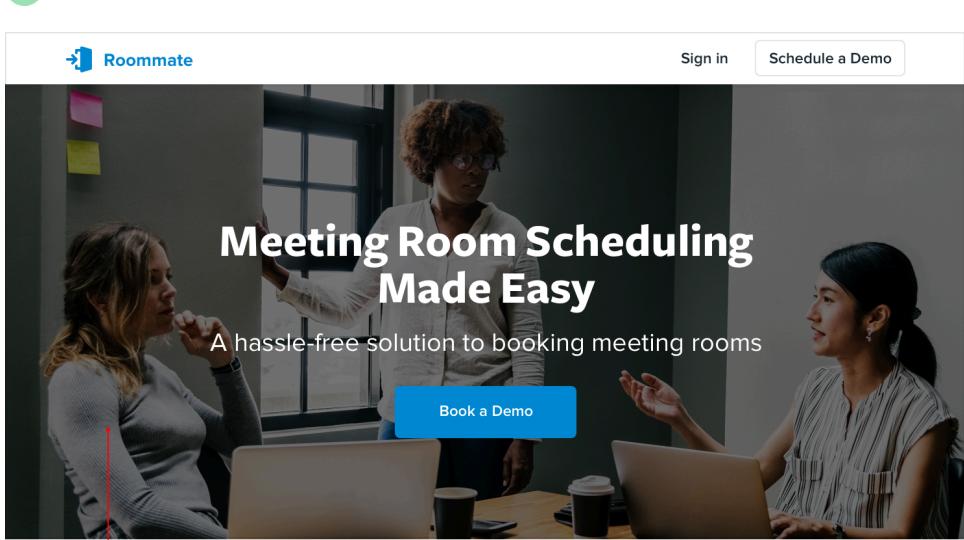 Roommate
Sign in
Schedule a Demo
Meeting Room Scheduling
Made Easy
A hassle-free solution to booking meeting rooms
Book a Demo